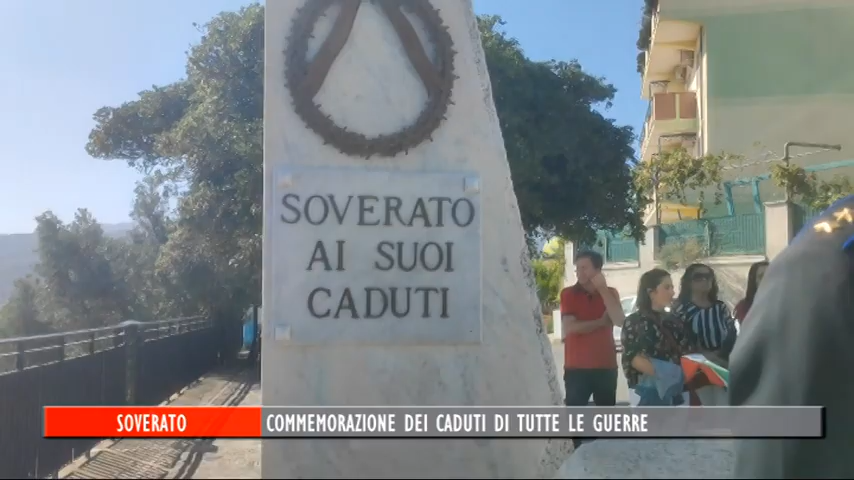 SOVERATO
AI SUOI
CADUTI
SOVERATO COMMEMORAZIONE DEI CADUTI DI TUTTE LE GUERRE